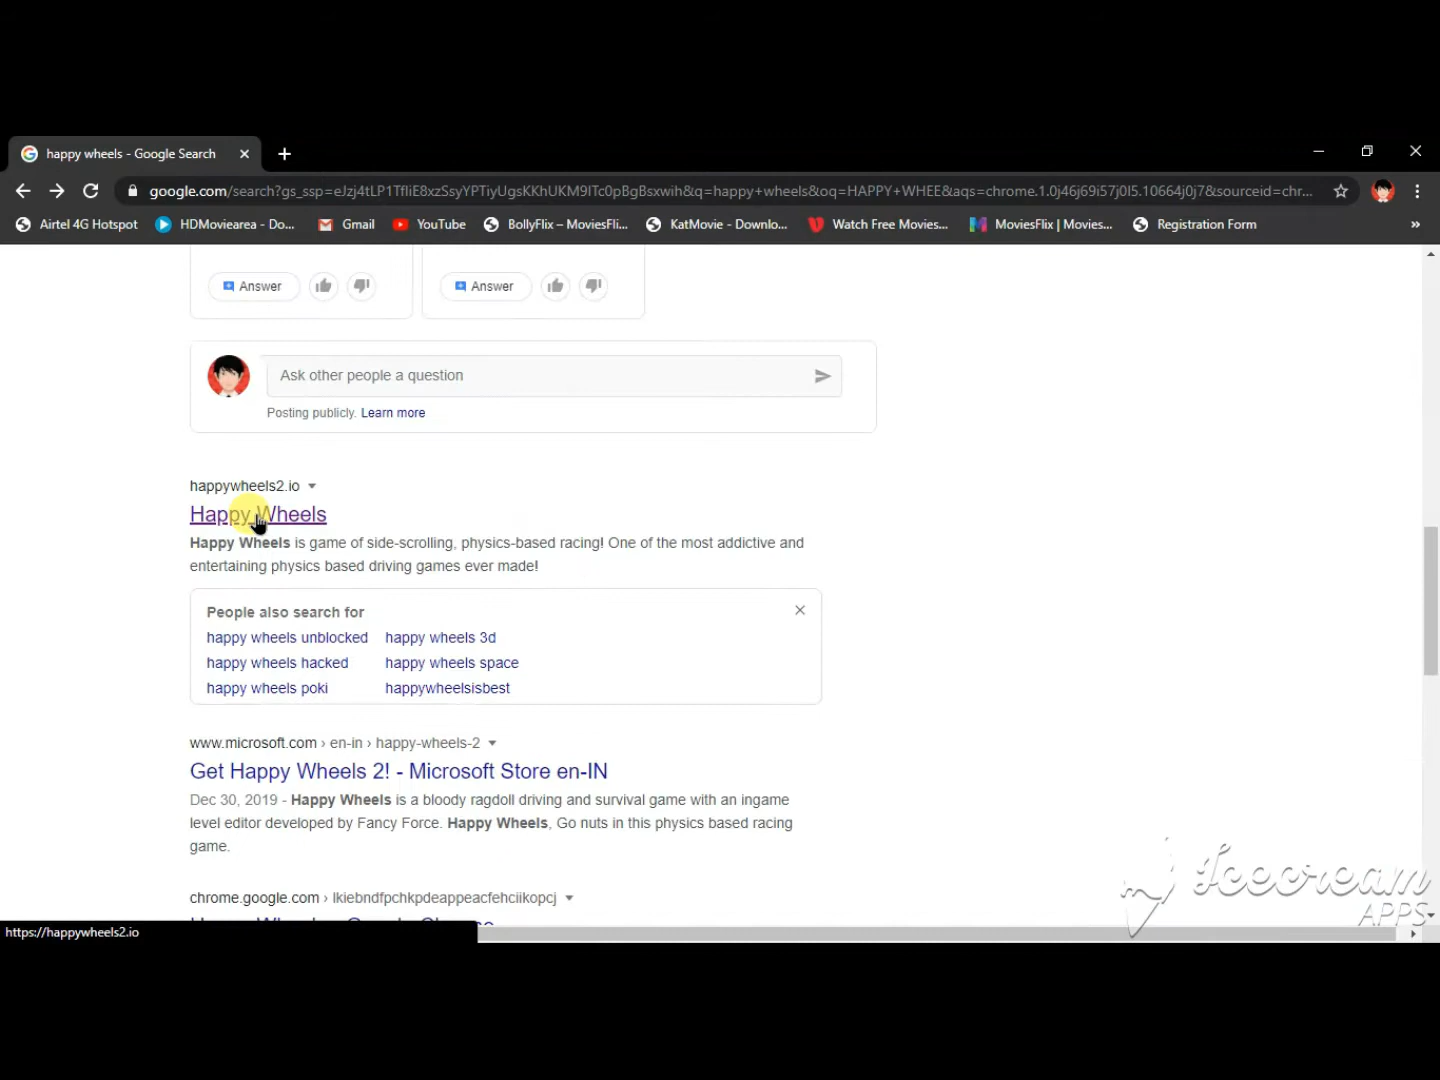 happy wheels - Google Search
google.com/search?gs_ssp=eJzj4tLP1TfIiE8xzSsyYPTiyUgsKKhUKM9ITc0pBgBsxwih&q=happy+wheels&oq=HAPPY+WHEE&aqs=chrome.1.0j46j69i57j0l5.10664j0j7&sourceid=chr...
Airtel 4G Hotspot HDMoviearea - Do... Gmail YouTube BollyFlix – MoviesFli... KatMovie - Downlo... Watch Free Movies... MoviesFlix | Movies... Registration Form »
Answer Answer
Ask other people a question
Posting publicly. Learn more
happywheels2.io
Happy Wheels
Happy Wheels is game of side-scrolling, physics-based racing! One of the most addictive and
entertaining physics based driving games ever made!
People also search for
happy wheels unblocked happy wheels 3d
happy wheels hacked happy wheels space
happy wheels poki happywheelsisbest
www.microsoft.com › en-in › happy-wheels-2
Get Happy Wheels 2! - Microsoft Store en-IN
Dec 30, 2019 - Happy Wheels is a bloody ragdoll driving and survival game with an ingame
level editor developed by Fancy Force. Happy Wheels, Go nuts in this physics based racing
game.
chrome.google.com › lkiebndfpchkpdeappeacfehciikopcj
https://happywheels2.io
Icecream
APPS